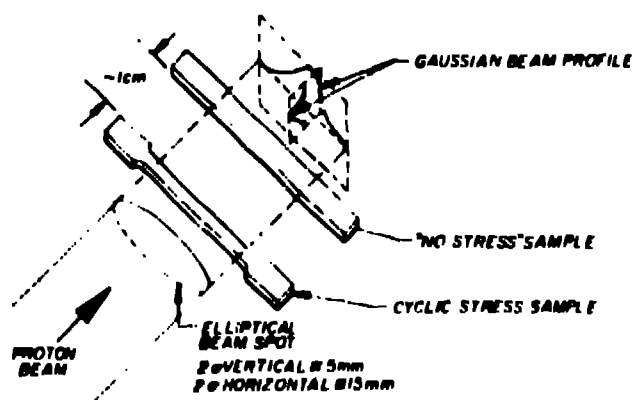 ~1cm
GAUSSIAN BEAM PROFILE
"NO STRESS" SAMPLE
CYCLIC STRESS SAMPLE
PROTON
BEAM
ELLIPTICAL
BEAM SPOT
2σ VERTICAL ≅ 5mm
2σ HORIZONTAL ≅ 15mm